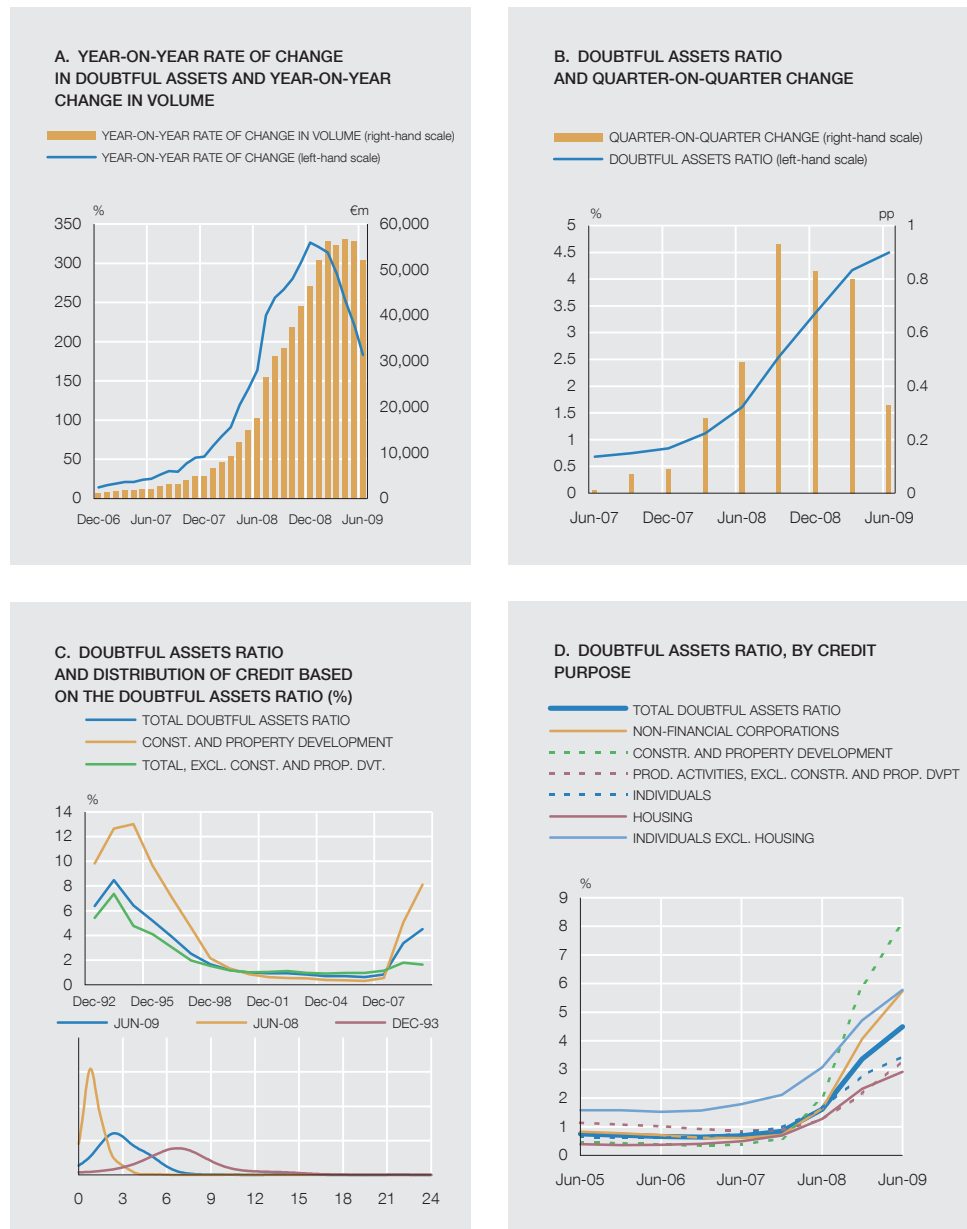 A. YEAR-ON-YEAR RATE OF CHANGE
IN DOUBTFUL ASSETS AND YEAR-ON-YEAR
CHANGE IN VOLUME
YEAR-ON-YEAR RATE OF CHANGE IN VOLUME (right-hand scale)
YEAR-ON-YEAR RATE OF CHANGE (left-hand scale)
% €m
350 60,000
300 50,000
250 40,000
200 30,000
150 20,000
100 10,000
50 0
0
Dec-06 Jun-07 Dec-07 Jun-08 Dec-08 Jun-09
B. DOUBTFUL ASSETS RATIO
AND QUARTER-ON-QUARTER CHANGE
QUARTER-ON-QUARTER CHANGE (right-hand scale)
DOUBTFUL ASSETS RATIO (left-hand scale)
% pp
5 1
4.5
4 0.8
3.5
3 0.6
2.5
2 0.4
1.5
1 0.2
0.5
0 0
Jun-07 Dec-07 Jun-08 Dec-08 Jun-09
C. DOUBTFUL ASSETS RATIO
AND DISTRIBUTION OF CREDIT BASED
ON THE DOUBTFUL ASSETS RATIO (%)
TOTAL DOUBTFUL ASSETS RATIO
CONST. AND PROPERTY DEVELOPMENT
TOTAL, EXCL. CONST. AND PROP. DVT.
%
14
12
10
8
6
4
2
0
Dec-92 Dec-95 Dec-98 Dec-01 Dec-04 Dec-07
JUN-09 JUN-08 DEC-93
0 3 6 9 12 15 18 21 24
D. DOUBTFUL ASSETS RATIO, BY CREDIT
PURPOSE
TOTAL DOUBTFUL ASSETS RATIO
NON-FINANCIAL CORPORATIONS
CONSTR. AND PROPERTY DEVELOPMENT
PROD. ACTIVITIES, EXCL. CONSTR. AND PROP. DVPT
INDIVIDUALS
HOUSING
INDIVIDUALS EXCL. HOUSING
%
9
8
7
6
5
4
3
2
1
0
Jun-05 Jun-06 Jun-07 Jun-08 Jun-09